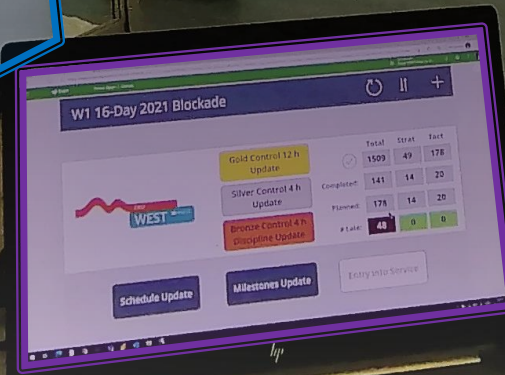 W1 16-Day 2021 Blockade
Total Strat Tact
1509 49 178
Completed: 141 14 20
Planned: 178 14 20
# Late: 48 0 0
Gold Control 12 h
Update
Silver Control 4 h
Update
Bronze Control 4 h
Discipline Update
WEST
Schedule Update
Milestones Update
Entry into Service
hp